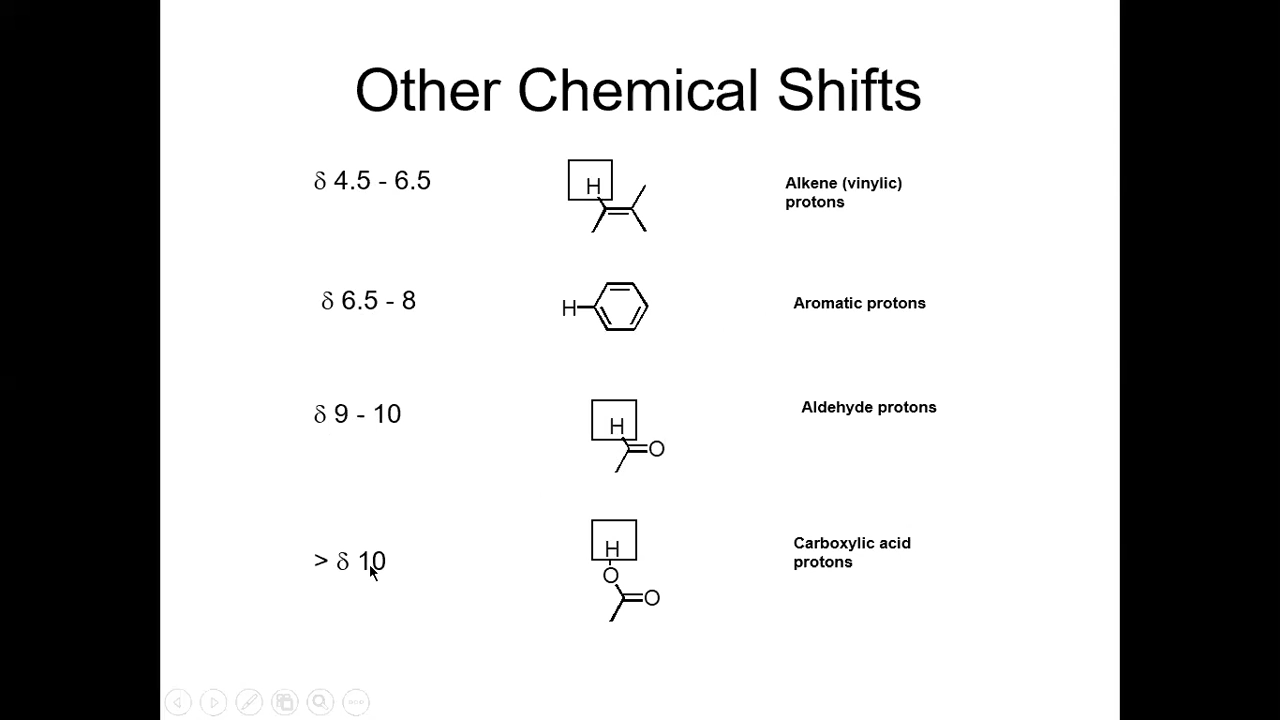 Other Chemical Shifts
δ 4.5 - 6.5
H
Alkene (vinylic)
protons
δ 6.5 - 8
H
Aromatic protons
δ 9 - 10
H
O
Aldehyde protons
> δ 10
H
O
O
Carboxylic acid
protons